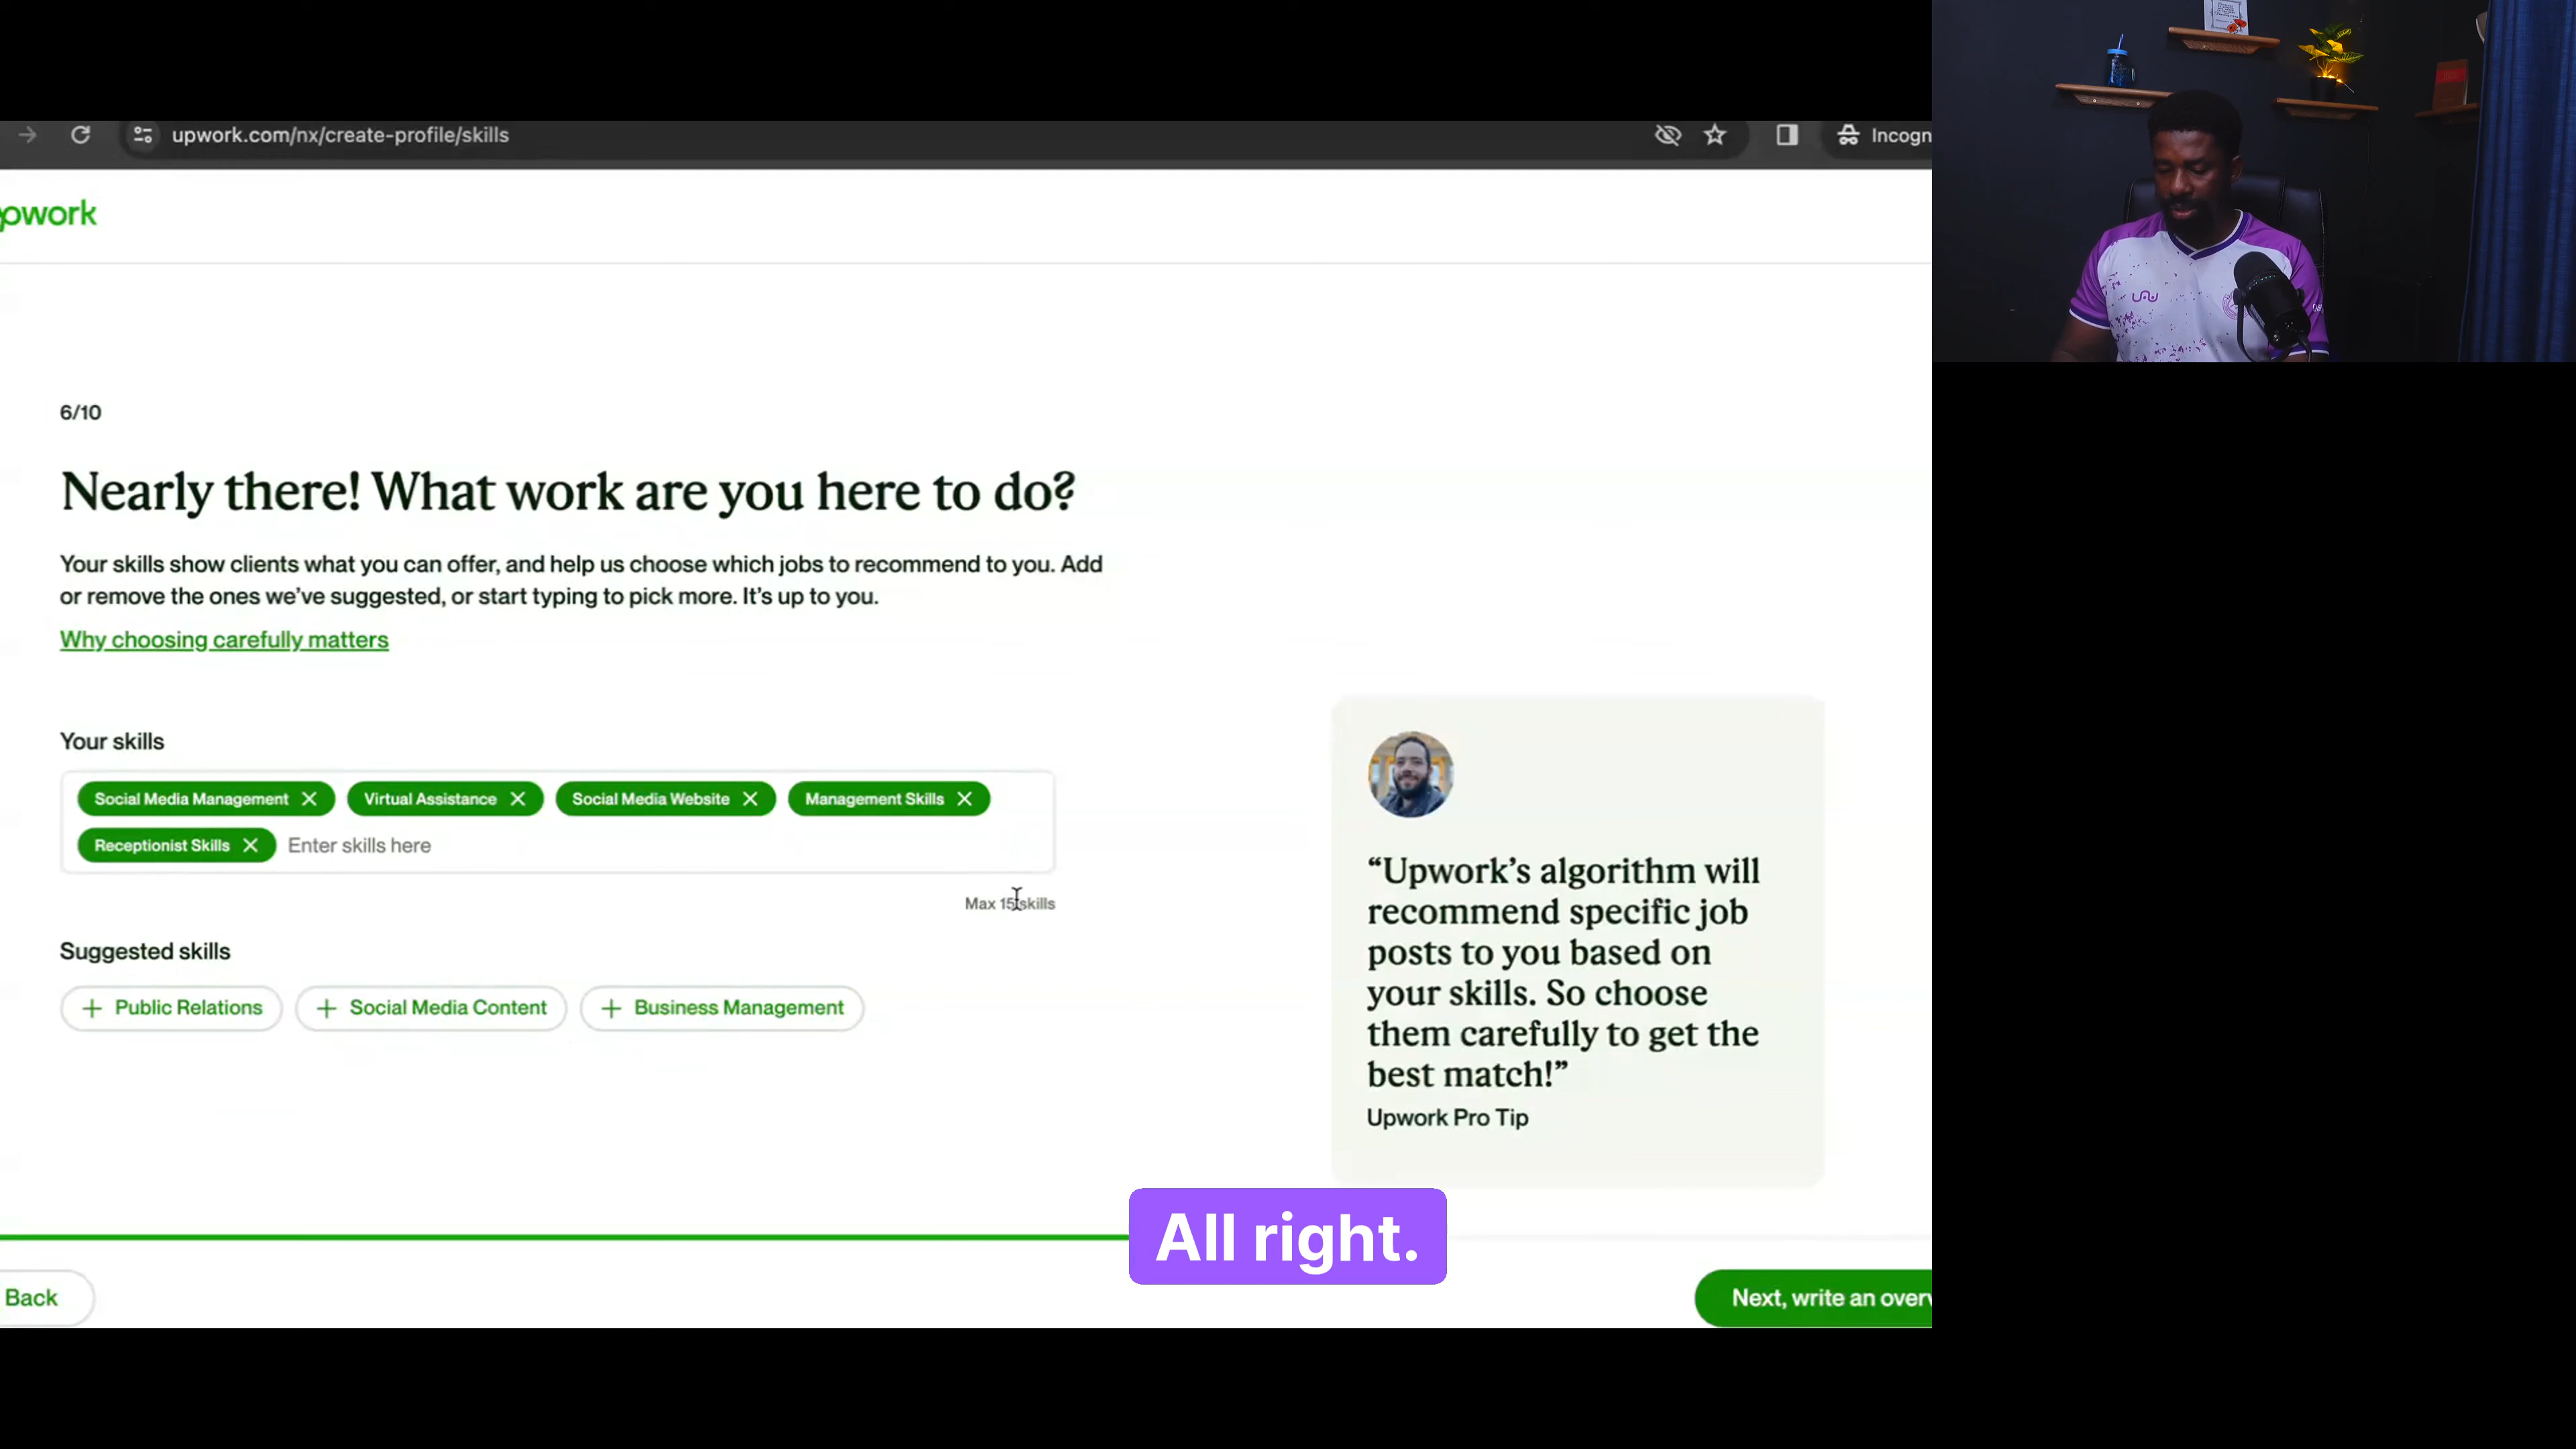 upwork.com/nx/create-profile/skills
Incogn
pwork
6/10
Nearly there! What work are you here to do?
Your skills show clients what you can offer, and help us choose which jobs to recommend to you. Add
or remove the ones we've suggested, or start typing to pick more. It's up to you.
Why choosing carefully matters
Your skills
Social Media Management
Virtual Assistance
Social Media Website
Management Skills
Receptionist Skills
Enter skills here
Max 15 skills
Suggested skills
Public Relations
Social Media Content
Business Management
“Upwork’s algorithm will
recommend specific job
posts to you based on
your skills. So choose
them carefully to get the
best match!”
Upwork Pro Tip
All right.
Back
Next, write an overv